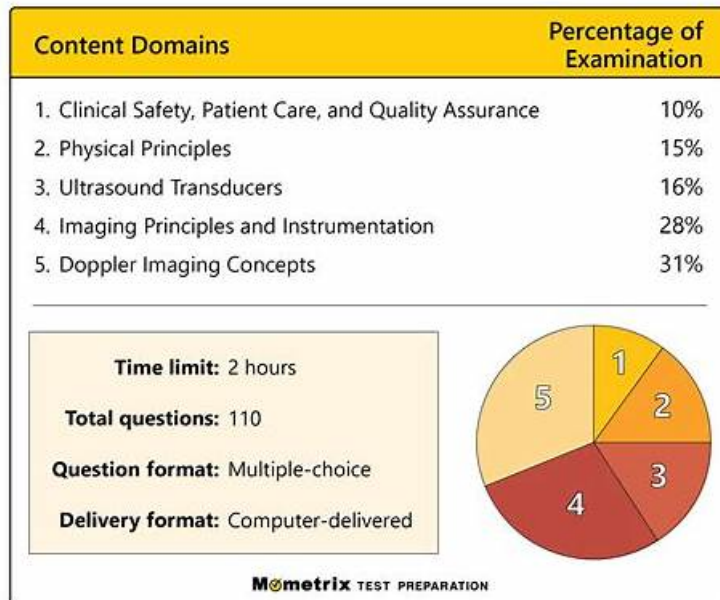 Content Domains
Percentage of Examination
1. Clinical Safety, Patient Care, and Quality Assurance 10%
2. Physical Principles 15%
3. Ultrasound Transducers 16%
4. Imaging Principles and Instrumentation 28%
5. Doppler Imaging Concepts 31%
Time limit: 2 hours
Total questions: 110
Question format: Multiple-choice
Delivery format: Computer-delivered
1
2
3
4
5
Mometrix TEST PREPARATION